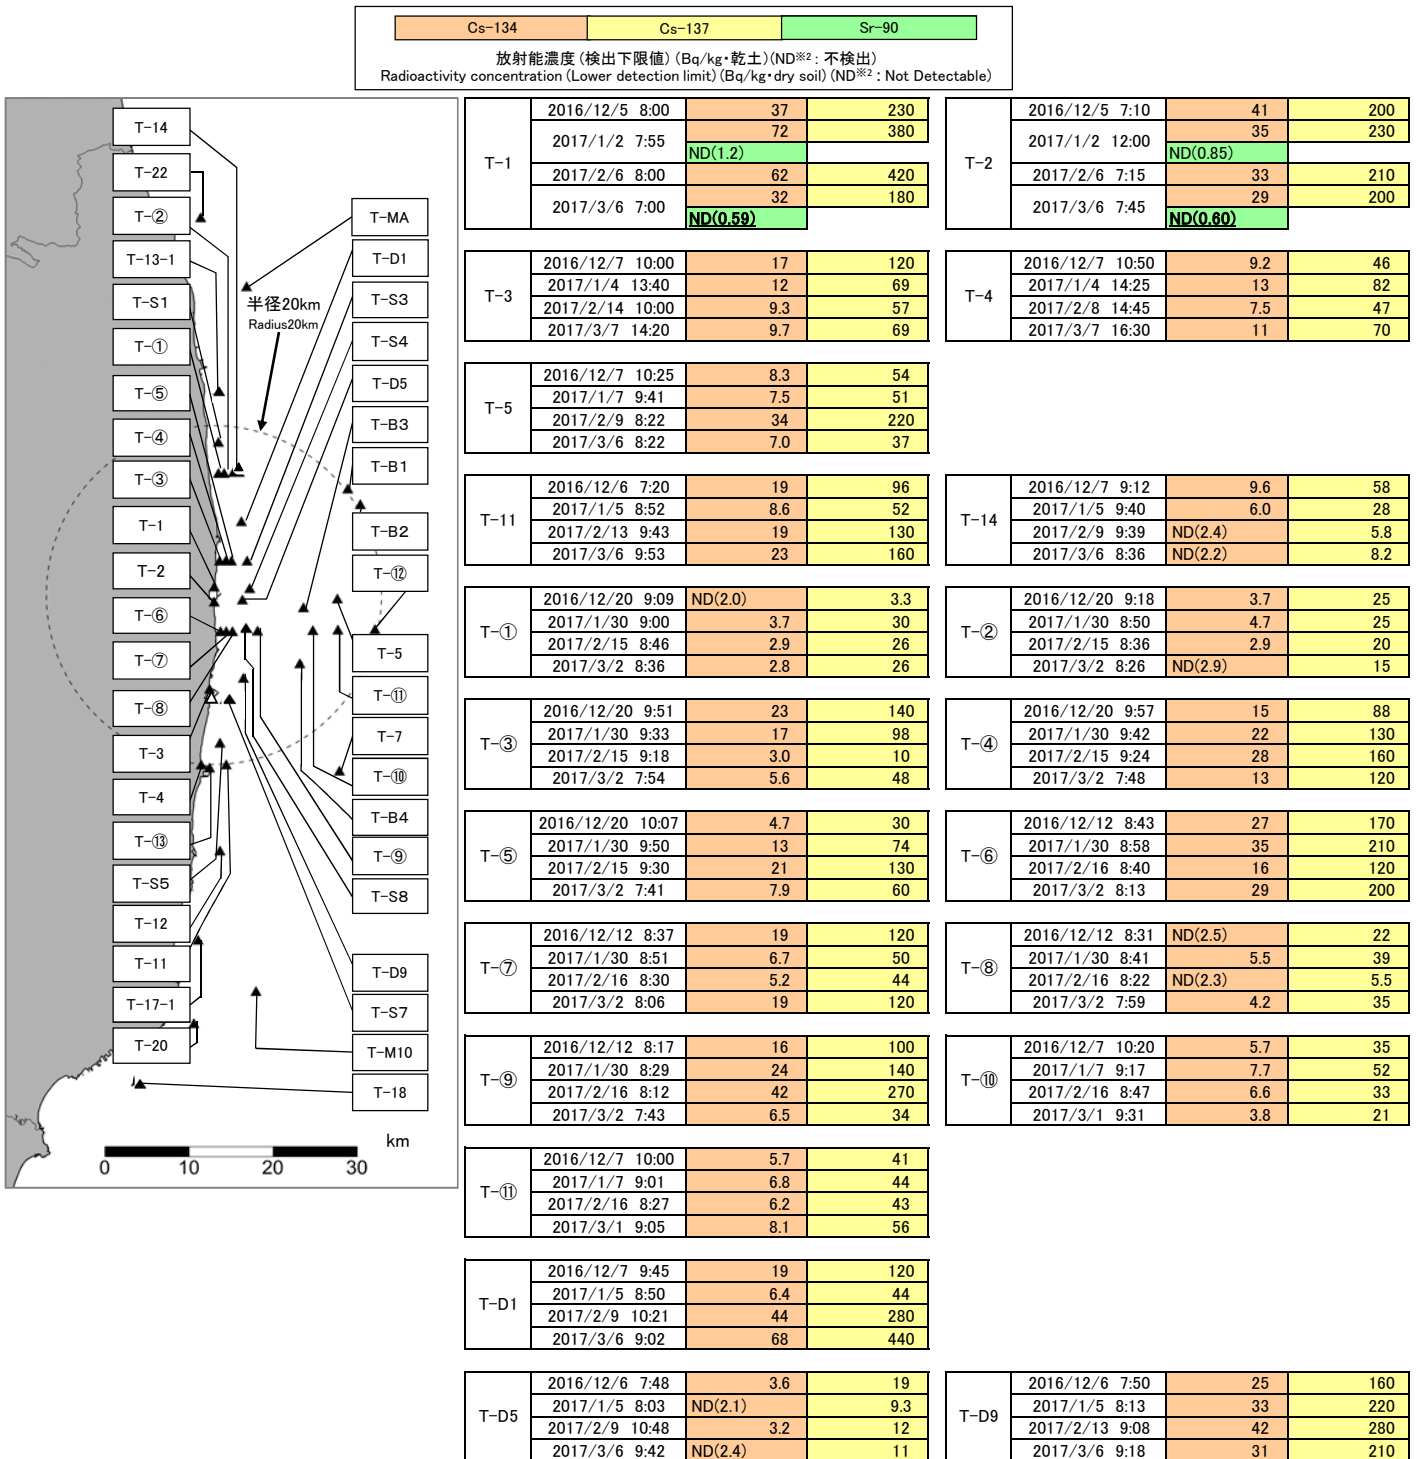 Cs-134 Cs-137 Sr-90
放射能濃度(検出下限値)(Bq/kg・乾土)(ND※2:不検出)
Radioactivity concentration (Lower detection limit) (Bq/kg・dry soil) (ND※2 : Not Detectable)
T-14
T-22
T-②
T-13-1
T-S1
T-①
T-⑤
T-④
T-③
T-1
T-2
T-⑥
T-⑦
T-⑧
T-3
T-4
T-⑬
T-S5
T-12
T-11
T-17-1
T-20
半径20km
Radius20km
T-MA
T-D1
T-S3
T-S4
T-D5
T-B3
T-B1
T-B2
T-⑫
T-5
T-⑪
T-7
T-⑩
T-B4
T-⑨
T-S8
T-D9
T-S7
T-M10
T-18
km
0 10 20 30
T-1
2016/12/5 8:00 37 230
2017/1/2 7:55 72 380
ND(1.2)
2017/2/6 8:00 62 420
2017/3/6 7:00 32 180
ND(0.59)
T-2
2016/12/5 7:10 41 200
2017/1/2 12:00 35 230
ND(0.85)
2017/2/6 7:15 33 210
2017/3/6 7:45 29 200
ND(0.60)
T-3
2016/12/7 10:00 17 120
2017/1/4 13:40 12 69
2017/2/14 10:00 9.3 57
2017/3/7 14:20 9.7 69
T-4
2016/12/7 10:50 9.2 46
2017/1/4 14:25 13 82
2017/2/8 14:45 7.5 47
2017/3/7 16:30 11 70
T-5
2016/12/7 10:25 8.3 54
2017/1/7 9:41 7.5 51
2017/2/9 8:22 34 220
2017/3/6 8:22 7.0 37
T-11
2016/12/6 7:20 19 96
2017/1/5 8:52 8.6 52
2017/2/13 9:43 19 130
2017/3/6 9:53 23 160
T-14
2016/12/7 9:12 9.6 58
2017/1/5 9:40 6.0 28
2017/2/9 9:39 ND(2.4) 5.8
2017/3/6 8:36 ND(2.2) 8.2
T-①
2016/12/20 9:09 ND(2.0) 3.3
2017/1/30 9:00 3.7 30
2017/2/15 8:46 2.9 26
2017/3/2 8:36 2.8 26
T-②
2016/12/20 9:18 3.7 25
2017/1/30 8:50 4.7 25
2017/2/15 8:36 2.9 20
2017/3/2 8:26 ND(2.9) 15
T-③
2016/12/20 9:51 23 140
2017/1/30 9:33 17 98
2017/2/15 9:18 3.0 10
2017/3/2 7:54 5.6 48
T-④
2016/12/20 9:57 15 88
2017/1/30 9:42 22 130
2017/2/15 9:24 28 160
2017/3/2 7:48 13 120
T-⑤
2016/12/20 10:07 4.7 30
2017/1/30 9:50 13 74
2017/2/15 9:30 21 130
2017/3/2 7:41 7.9 60
T-⑥
2016/12/12 8:43 27 170
2017/1/30 8:58 35 210
2017/2/16 8:40 16 120
2017/3/2 8:13 29 200
T-⑦
2016/12/12 8:37 19 120
2017/1/30 8:51 6.7 50
2017/2/16 8:30 5.2 44
2017/3/2 8:06 19 120
T-⑧
2016/12/12 8:31 ND(2.5) 22
2017/1/30 8:41 5.5 39
2017/2/16 8:22 ND(2.3) 5.5
2017/3/2 7:59 4.2 35
T-⑨
2016/12/12 8:17 16 100
2017/1/30 8:29 24 140
2017/2/16 8:12 42 270
2017/3/2 7:43 6.5 34
T-⑩
2016/12/7 10:20 5.7 35
2017/1/7 9:17 7.7 52
2017/2/16 8:47 6.6 33
2017/3/1 9:31 3.8 21
T-⑪
2016/12/7 10:00 5.7 41
2017/1/7 9:01 6.8 44
2017/2/16 8:27 6.2 43
2017/3/1 9:05 8.1 56
T-D1
2016/12/7 9:45 19 120
2017/1/5 8:50 6.4 44
2017/2/9 10:21 44 280
2017/3/6 9:02 68 440
T-D5
2016/12/6 7:48 3.6 19
2017/1/5 8:03 ND(2.1) 9.3
2017/2/9 10:48 3.2 12
2017/3/6 9:42 ND(2.4) 11
T-D9
2016/12/6 7:50 25 160
2017/1/5 8:13 33 220
2017/2/13 9:08 42 280
2017/3/6 9:18 31 210